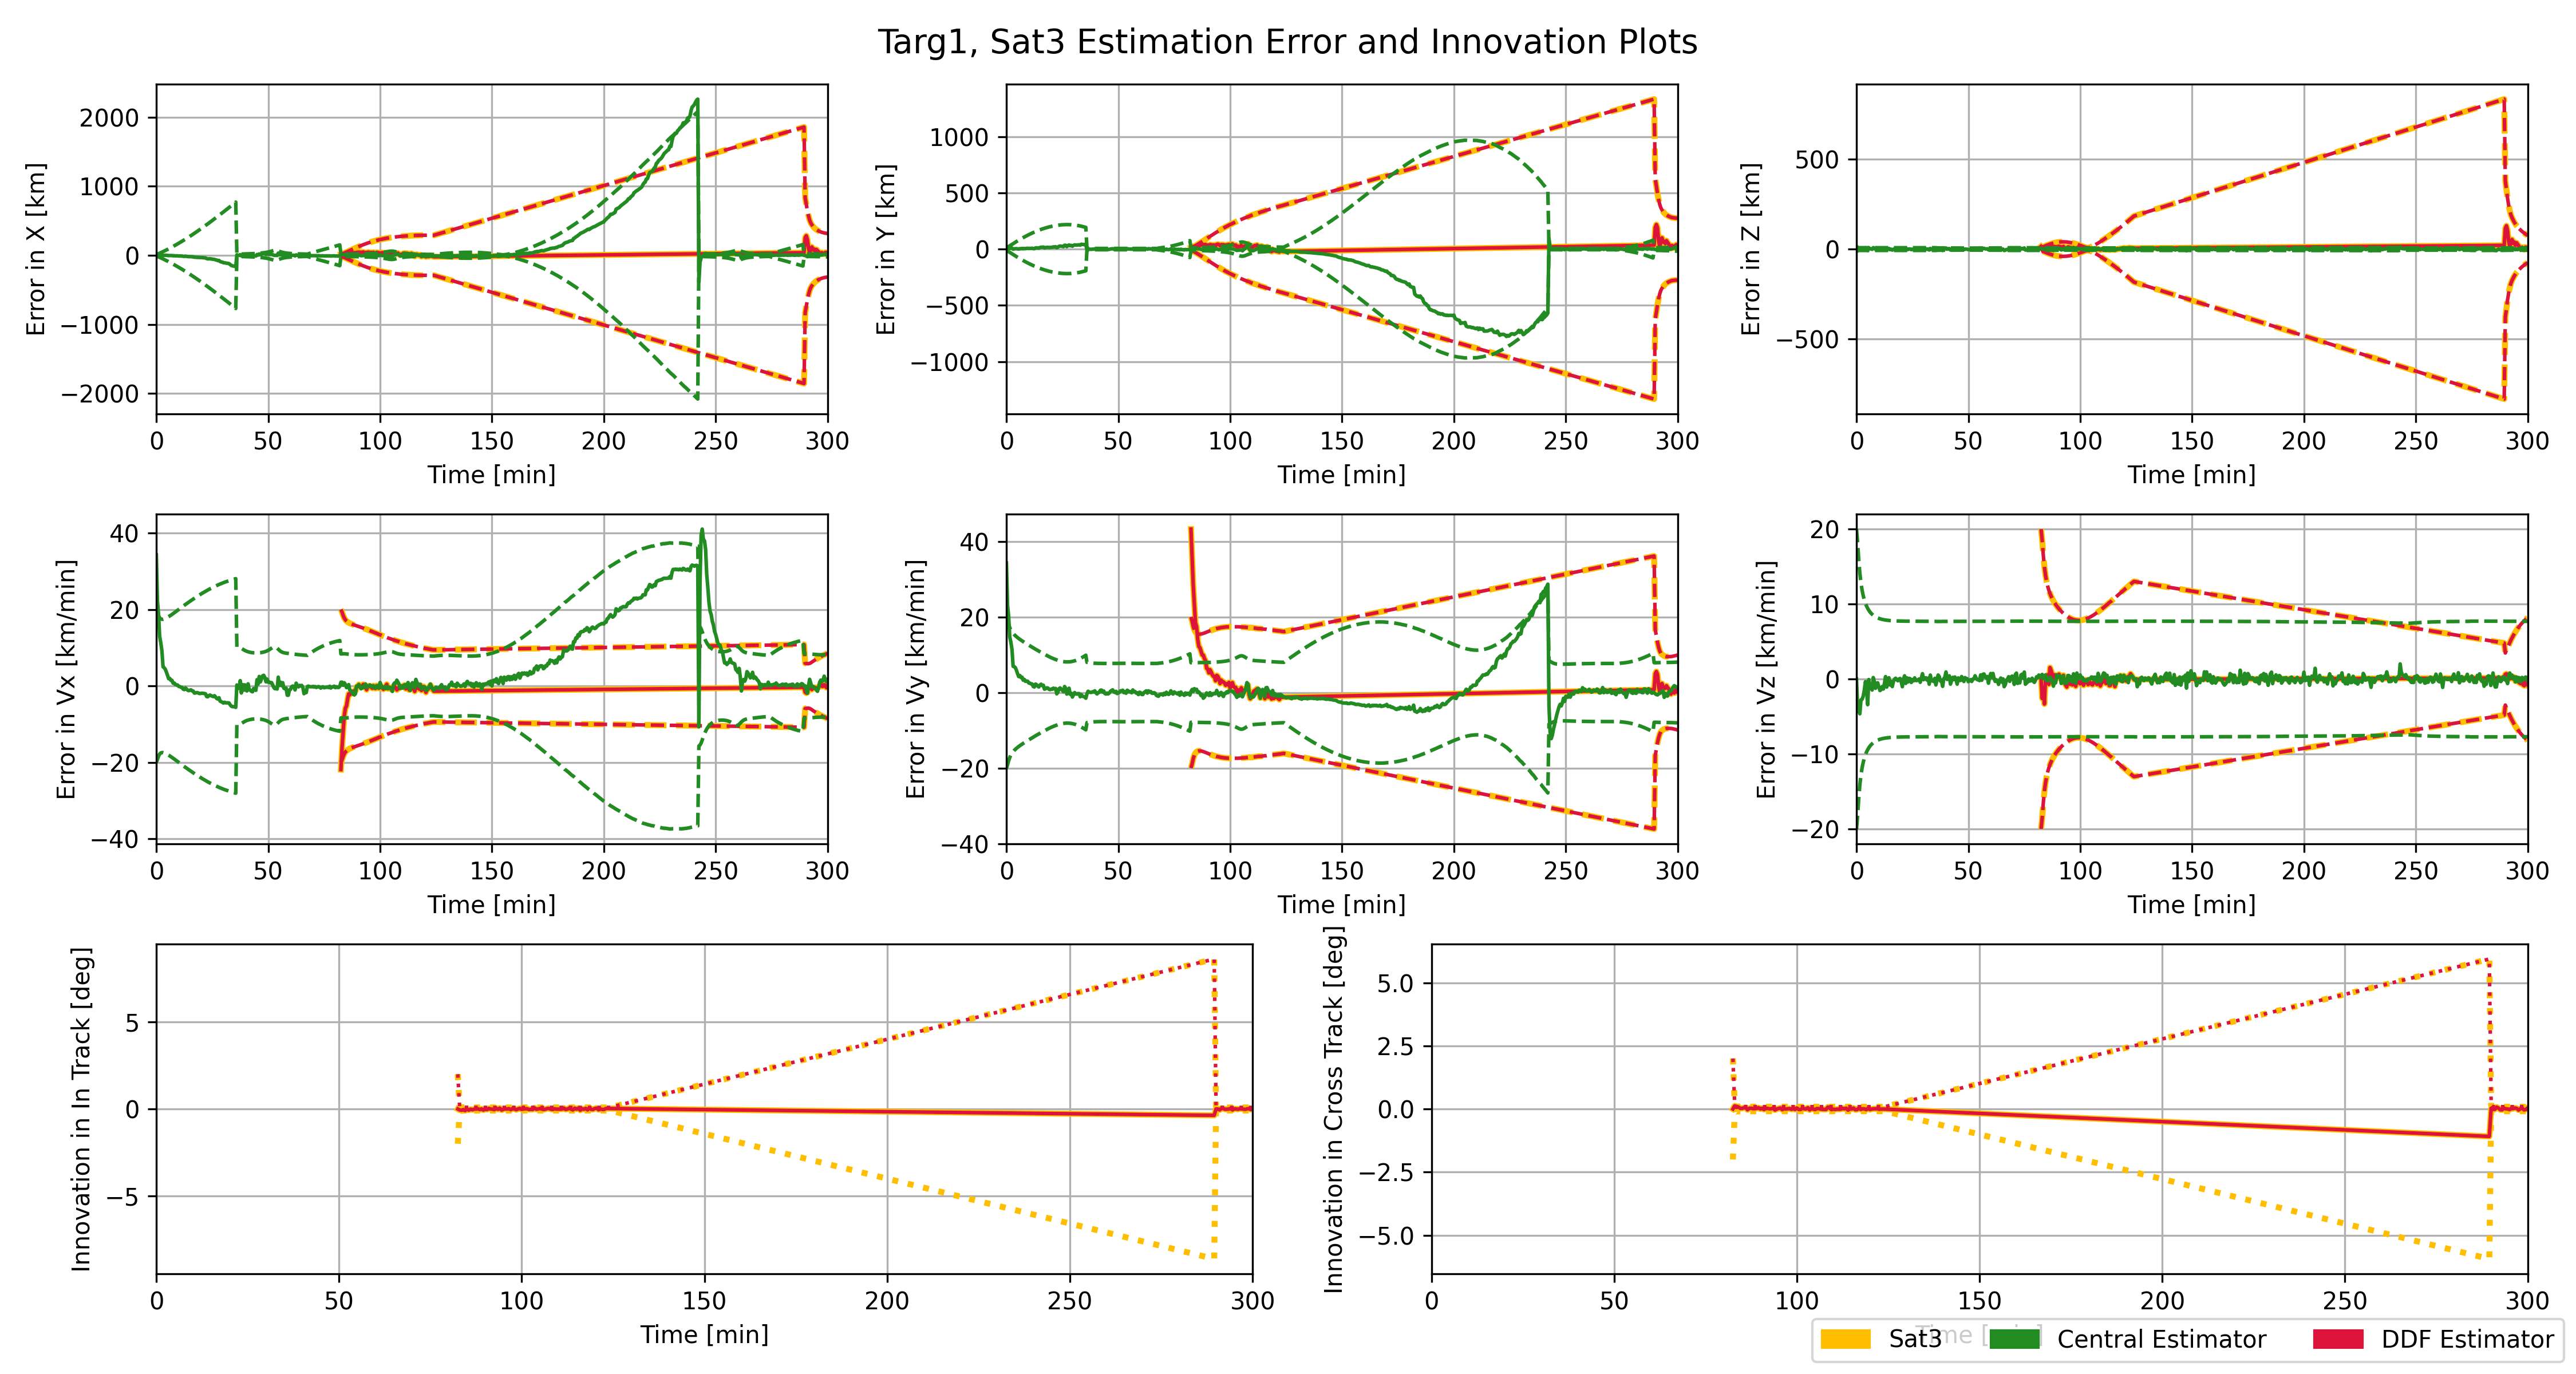 Targ1, Sat3 Estimation Error and Innovation Plots
Error in X [km]
2000
1000
0
−1000
−2000
0 50 100 150 200 250 300
Time [min]
Error in Y [km]
1000
500
0
−500
−1000
0 50 100 150 200 250 300
Time [min]
Error in Z [km]
500
0
−500
0 50 100 150 200 250 300
Time [min]
Error in Vx [km/min]
40
20
0
−20
−40
0 50 100 150 200 250 300
Time [min]
Error in Vy [km/min]
40
20
0
−20
−40
0 50 100 150 200 250 300
Time [min]
Error in Vz [km/min]
20
10
0
−10
−20
0 50 100 150 200 250 300
Time [min]
Innovation in In Track [deg]
5
0
−5
0 50 100 150 200 250 300
Time [min]
Innovation in Cross Track [deg]
5.0
2.5
0.0
−2.5
−5.0
0 50 100 150 200 250 300
Sat3 Central Estimator DDF Estimator